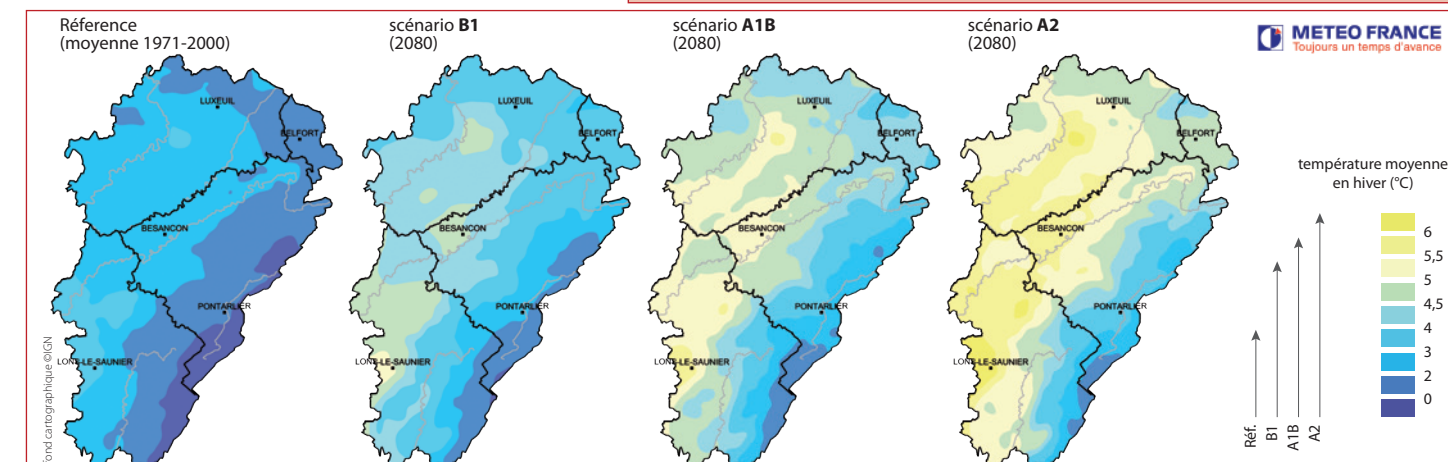 Réference
(moyenne 1971-2000)
scénario B1
(2080)
scénario A1B
(2080)
scénario A2
(2080)
METEO FRANCE
Toujours un temps d'avance
LUXEUIL
BELFORT
BESANCON
PONTARLIER
LONS-LE-SAUNIER
LUXEUIL
BELFORT
BESANCON
PONTARLIER
LONS-LE-SAUNIER
LUXEUIL
BELFORT
BESANCON
PONTARLIER
LONS-LE-SAUNIER
LUXEUIL
BELFORT
BESANCON
PONTARLIER
LONS-LE-SAUNIER
température moyenne
en hiver (°C)
6
5,5
5
4,5
4
3
2
0
Réf.
B1
A1B
A2
fond cartographique ©IGN